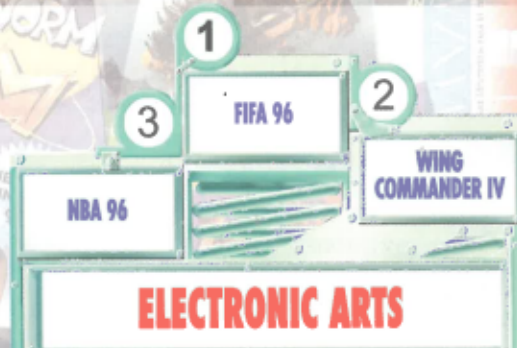 1
FIFA 96
2
WING
COMMANDER IV
3
NBA 96
ELECTRONIC ARTS